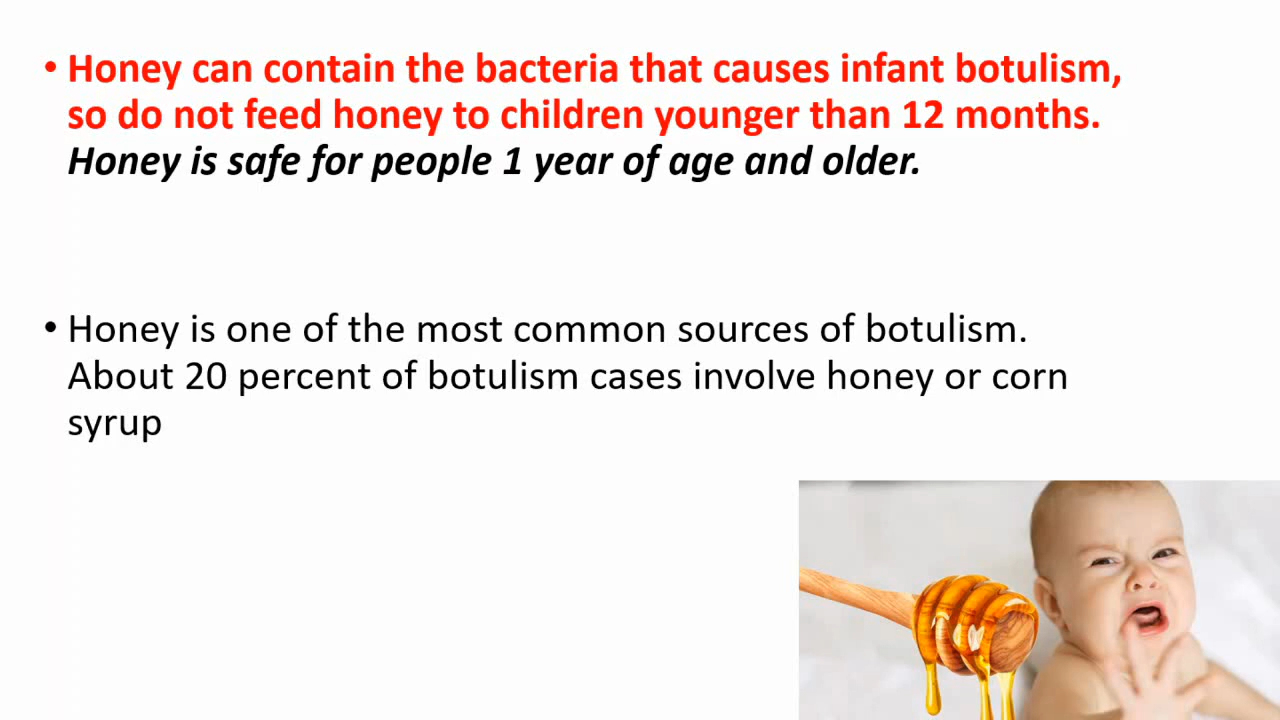 • Honey can contain the bacteria that causes infant botulism,
so do not feed honey to children younger than 12 months.
Honey is safe for people 1 year of age and older.
• Honey is one of the most common sources of botulism.
About 20 percent of botulism cases involve honey or corn
syrup